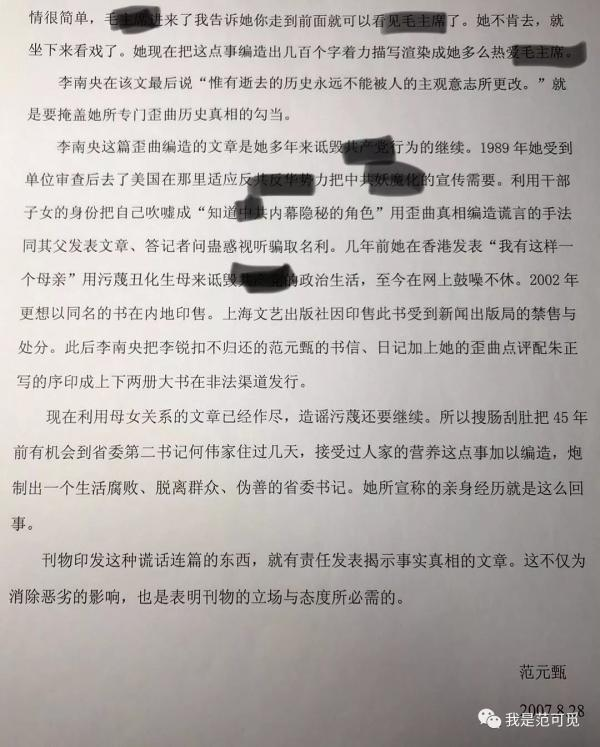 情很简单，毛主席进来了我告诉她你走到前面就可以看见毛主席了。她不肯去，就
坐下来看戏了。她现在把这点事编造出几百个字着力描写渲染成她多么热爱毛主席。
李南央在该文最后说“惟有逝去的历史永远不能被人的主观意志所更改。”就
是要掩盖她所专门歪曲历史真相的勾当。
李南央这篇歪曲编造的文章是她多年来诋毁共产党行为的继续。1989年她受到
单位审查后去了美国在那里适应反共反华势力把中共妖魔化的宣传需要。利用干部
子女的身份把自己吹嘘成“知道中共内幕隐秘的角色”用歪曲真相编造谎言的手法
同其父发表文章、答记者问蛊惑视听骗取名利。几年前她在香港发表“我有这样一
个母亲”用污蔑丑化生母来诋毁的政治生活，至今在网上鼓噪不休。2002年
更想以同名的书在内地印售。上海文艺出版社因印售此书受到新闻出版局的禁售与
处分。此后李南央把李锐扣不归还的范元甄的书信、日记加上她的歪曲点评配朱正
写的序印成上下两册大书在非法渠道发行。
现在利用母女关系的文章已经作尽，造谣污蔑还要继续。所以搜肠刮肚把45年
前有机会到省委第二书记何伟家住过几天，接受过人家的营养这点事加以编造，炮
制出一个生活腐败、脱离群众、伪善的省委书记。她所宣称的亲身经历就是这么回
事。
刊物印发这种谎话连篇的东西，就有责任发表揭示事实真相的文章。这不仅为
消除恶劣的影响，也是表明刊物的立场与态度所必需的。
范元甄
2007.8.28
我是范可觅